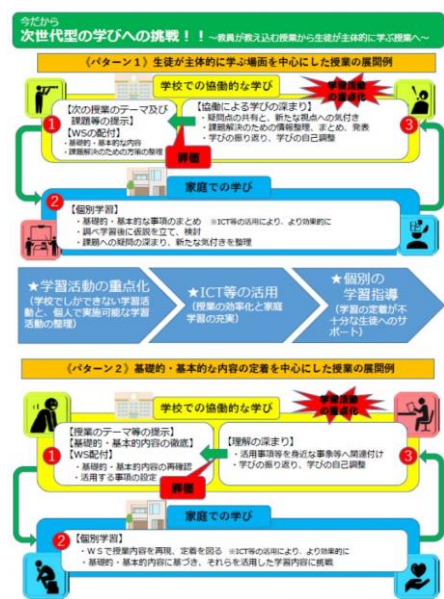 今だから
次世代型の学びへの挑戦！！～教員が教え込む授業から生徒が主体的に学ぶ授業へ～
《パターン１》生徒が主体的に学ぶ場面を中心にした授業の展開例
学校での協働的な学び
学習活動
の重点化
1
【次の授業のテーマ及び
課題等の提示】
【WSの配付】
・基礎的・基本的な内容
・課題解決のための方策の整理
評価
【協働による学びの深まり】
・疑問点の共有と、新たな視点への気付き
・課題解決のための情報整理、まとめ、発表
・学びの振り返り、学びの自己調整
3
家庭での学び
2
【個別学習】
・基礎的・基本的な事項のまとめ ※ICT等の活用により、より効果的に
・調べ学習後に仮説を立て、検討
・課題への疑問の深まり、新たな気付きを整理
★学習活動の重点化
(学校でしかできない学習活
動と、個人で実施可能な学習
活動の整理)
★ICT等の活用
(授業の効率化と家庭
学習の充実)
★個別の
学習指導
(学習の定着が不
十分な生徒へのサ
ポート)
《パターン２》基礎的・基本的な内容の定着を中心にした授業の展開例
学校での協働的な学び
学習活動
の重点化
1
【授業のテーマ等の提示】
【基礎的・基本的内容の徹底】
【WS配付】
・基礎的・基本的内容の再確認
・活用する事項の設定
評価
【理解の深まり】
・活用事項等を身近な事象等へ関連付け
・学びの振り返り、学びの自己調整
3
家庭での学び
2
【個別学習】
・ＷＳで授業内容を再現、定着を図る ※ICT等の活用により、より効果的に
・基礎的・基本的内容に基づき、それらを活用した学習内容に挑戦